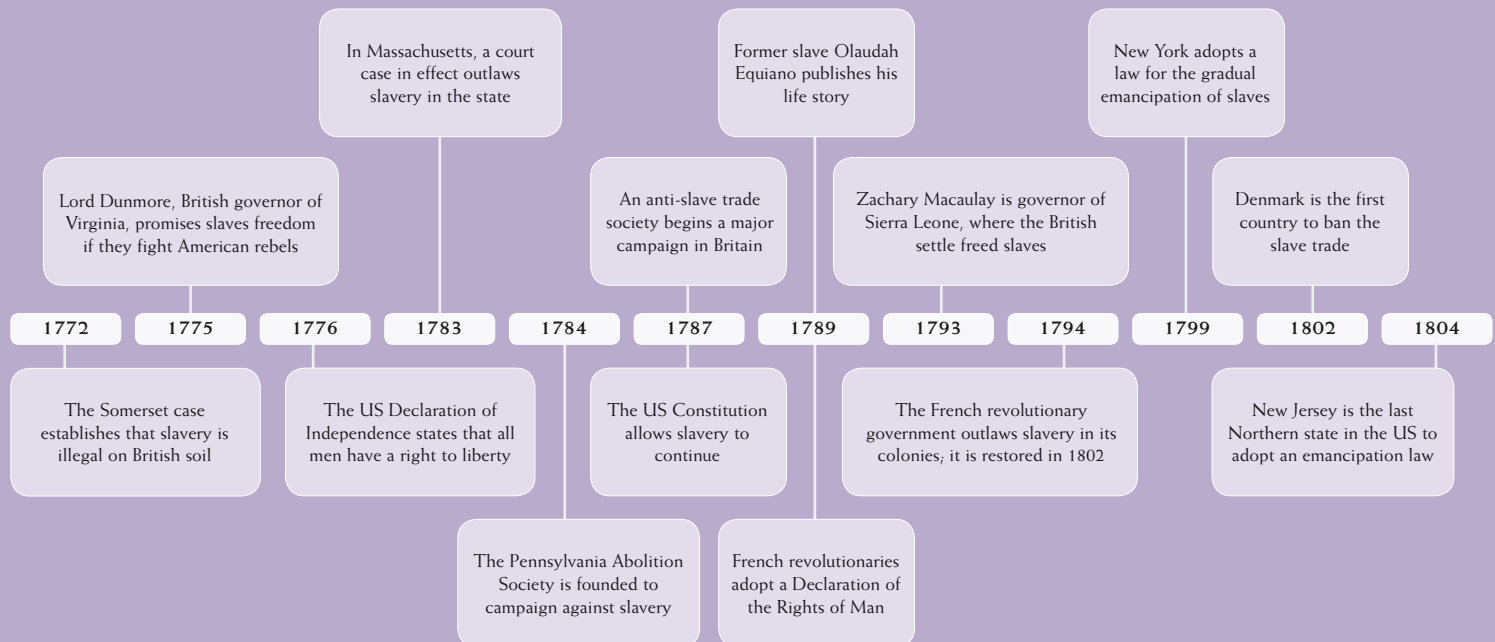 In Massachusetts, a court
case in effect outlaws
slavery in the state
Former slave Olaudah
Equiano publishes his
life story
New York adopts a
law for the gradual
emancipation of slaves
Lord Dunmore, British governor of
Virginia, promises slaves freedom
if they fight American rebels
An anti-slave trade
society begins a major
campaign in Britain
Zachary Macaulay is governor of
Sierra Leone, where the British
settle freed slaves
Denmark is the first
country to ban the
slave trade
1772 1775 1776 1783 1784 1787 1789 1793 1794 1799 1802 1804
The Somerset case
establishes that slavery is
illegal on British soil
The US Declaration of
Independence states that all
men have a right to liberty
The US Constitution
allows slavery to
continue
The French revolutionary
government outlaws slavery in its
colonies; it is restored in 1802
New Jersey is the last
Northern state in the US to
adopt an emancipation law
The Pennsylvania Abolition
Society is founded to
campaign against slavery
French revolutionaries
adopt a Declaration of
the Rights of Man